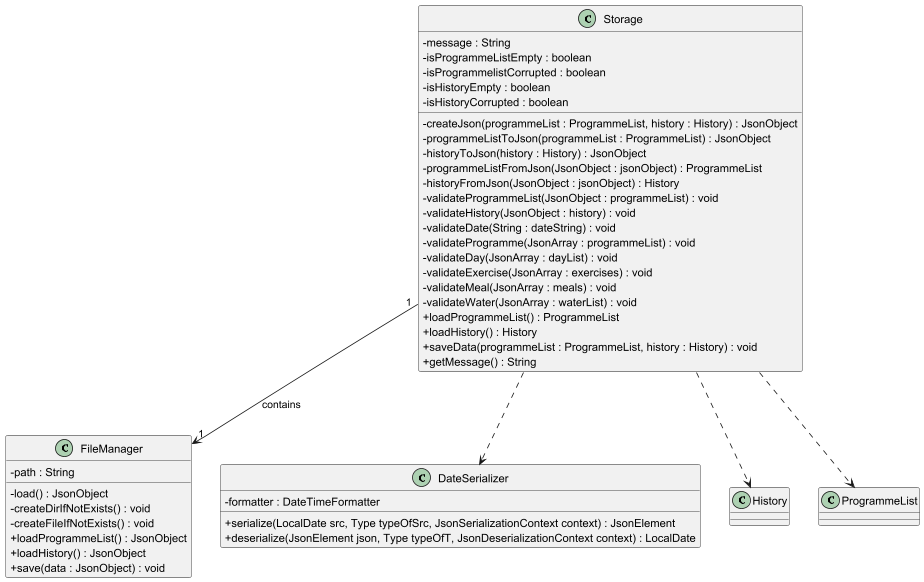 C Storage
-message : String
-isProgrammeListEmpty : boolean
-isProgrammelistCorrupted : boolean
-isHistoryEmpty : boolean
-isHistoryCorrupted : boolean
-createJson(programmeList : ProgrammeList, history : History) : JsonObject
-programmeListToJson(programmeList : ProgrammeList) : JsonObject
-historyToJson(history : History) : JsonObject
-programmeListFromJson(JsonObject : jsonObject) : ProgrammeList
-historyFromJson(JsonObject : jsonObject) : History
-validateProgrammeList(JsonObject : programmeList) : void
-validateHistory(JsonObject : history) : void
-validateDate(String : dateString) : void
-validateProgramme(JsonArray : programmeList) : void
-validateDay(JsonArray : dayList) : void
-validateExercise(JsonArray : exercises) : void
-validateMeal(JsonArray : meals) : void
-validateWater(JsonArray : waterList) : void
+loadProgrammeList() : ProgrammeList
+loadHistory() : History
+saveData(programmeList : ProgrammeList, history : History) : void
+getMessage() : String
1
contains
1
C FileManager
-path : String
-load() : JsonObject
-createDirIfNotExists() : void
-createFileIfNotExists() : void
+loadProgrammeList() : JsonObject
+loadHistory() : JsonObject
+save(data : JsonObject) : void
C DateSerializer
-formatter : DateTimeFormatter
+serialize(LocalDate src, Type typeOfSrc, JsonSerializationContext context) : JsonElement
+deserialize(JsonElement json, Type typeOfT, JsonDeserializationContext context) : LocalDate
C History
C ProgrammeList